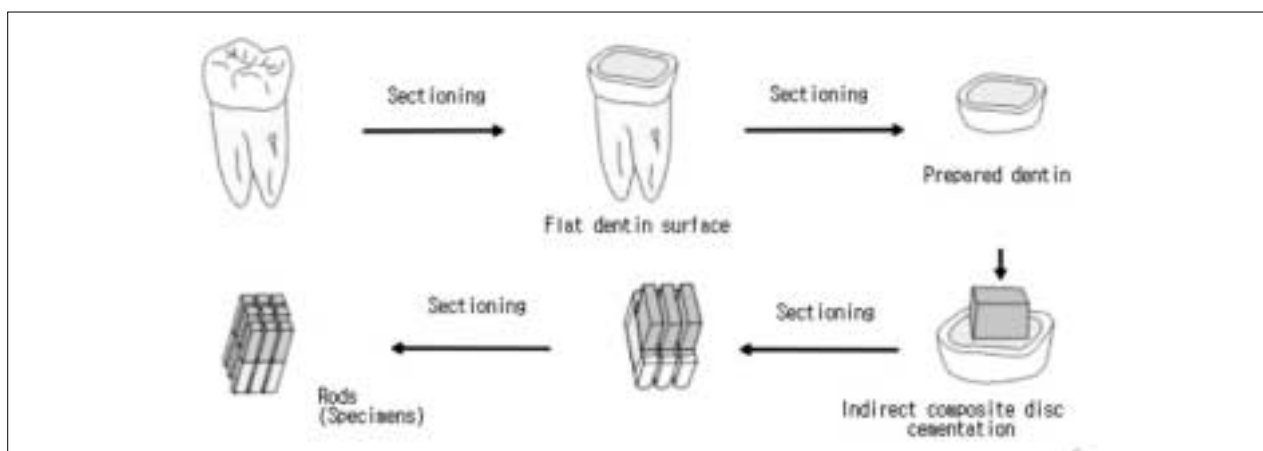 Sectioning
Sectioning
Flat dentin surface
Prepared dentin
Sectioning
Sectioning
Rods
(Specimens)
Indirect composite disc
cementation